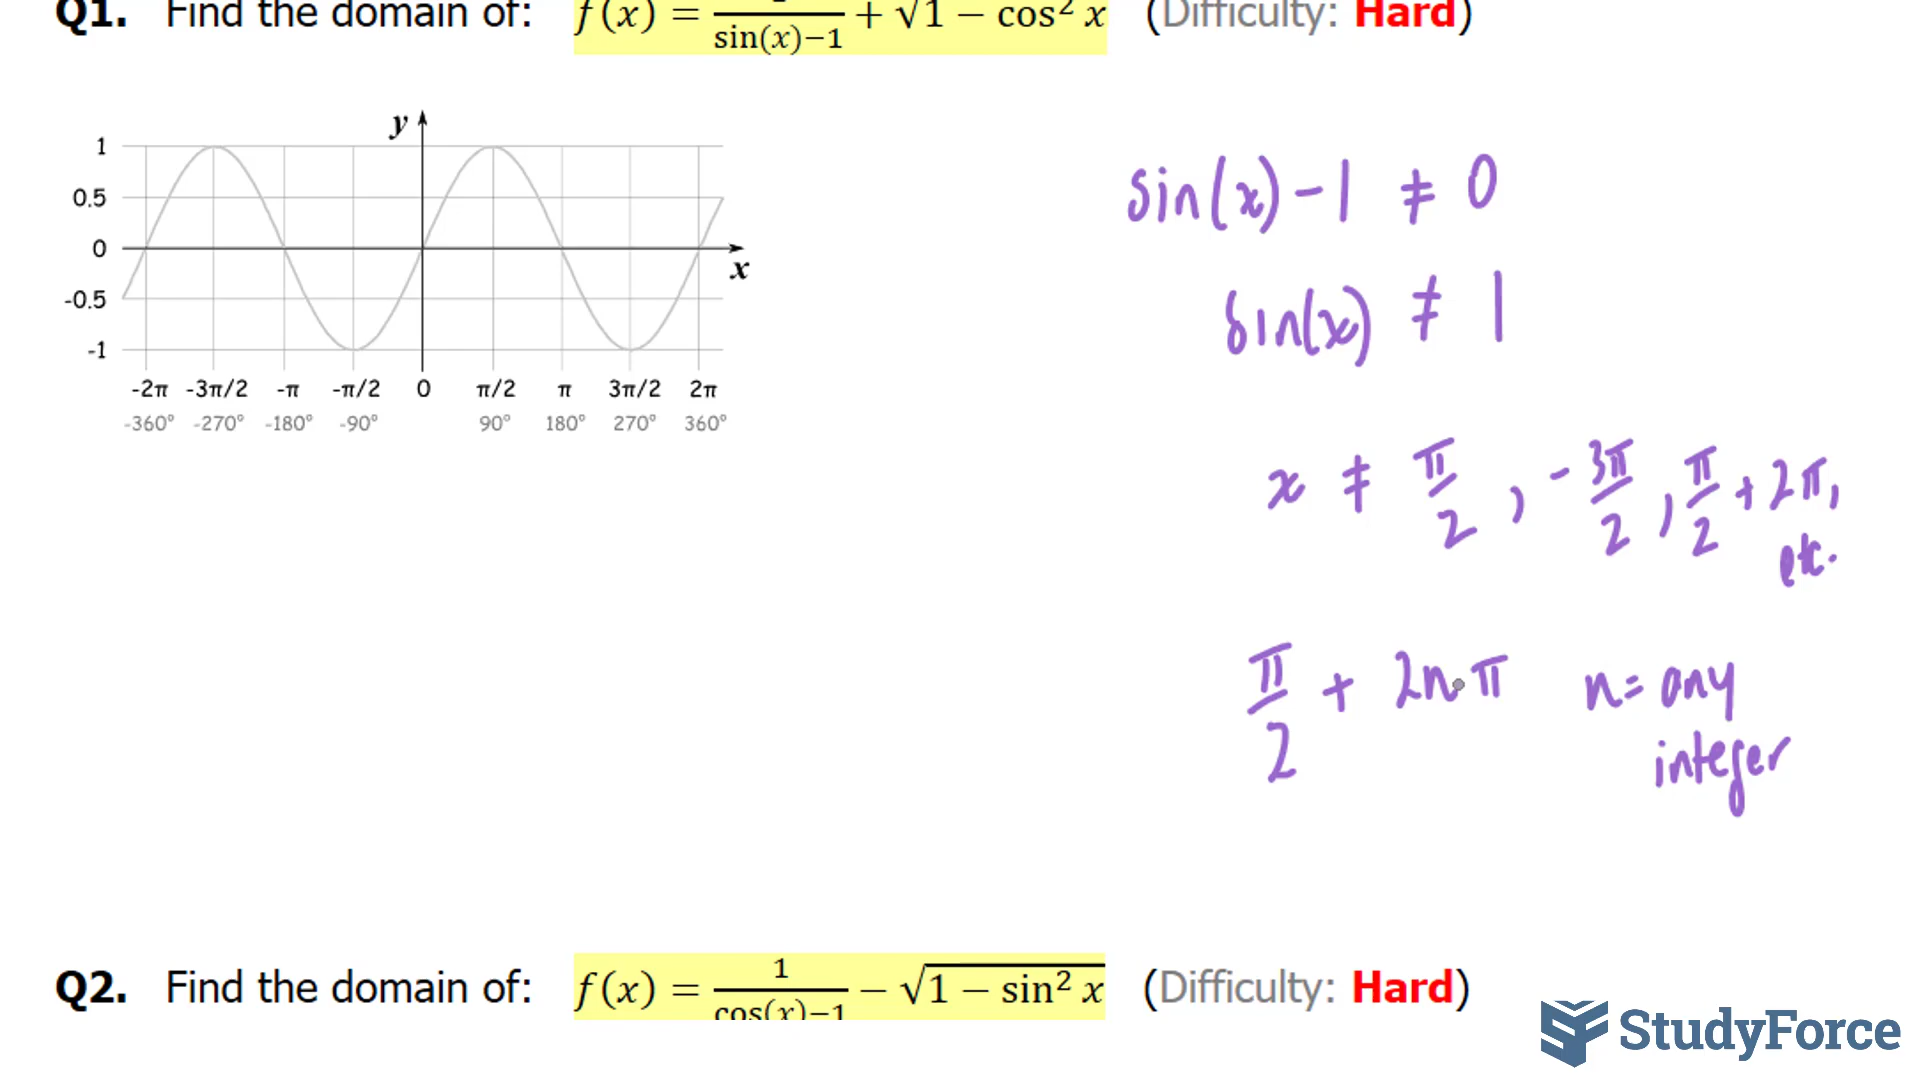 Q1. Find the domain of: f(x) = 1/(sin(x)−1) + √1 − cos² x (Difficulty: Hard)
y
1
0.5
0
-0.5
-1
x
-2π -3π/2 -π -π/2 0 π/2 π 3π/2 2π
-360° -270° -180° -90° 90° 180° 270° 360°
sin(x) - 1 ≠ 0
sin(x) ≠ 1
x ≠ π/2, -3π/2, π/2 + 2π,
etc.
π/2 + 2nπ n = any
integer
Q2. Find the domain of: f(x) = 1/(cos(x)−1) − √1 − sin² x (Difficulty: Hard)
StudyForce